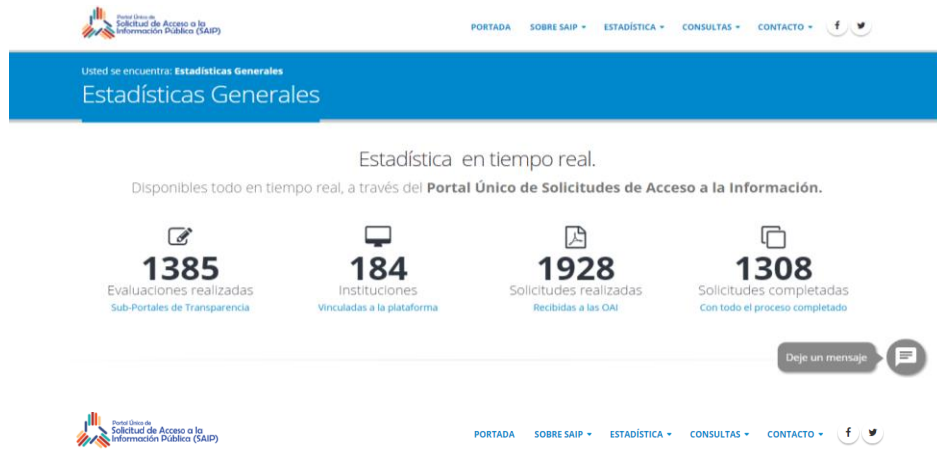 Portal Único de
Solicitud de Acceso a la
Información Pública (SAIP)
PORTADA SOBRE SAIP ESTADÍSTICA CONSULTAS CONTACTO
Usted se encuentra: Estadísticas Generales
Estadísticas Generales
Estadística en tiempo real.
Disponibles todo en tiempo real, a través del Portal Único de Solicitudes de Acceso a la Información.
1385 184 1928 1308
Evaluaciones realizadas Instituciones Solicitudes realizadas Solicitudes completadas
Sub-Portales de Transparencia Vinculadas a la plataforma Recibidas a las OAI Con todo el proceso completado
Deje un mensaje
Portal Único de
Solicitud de Acceso a la
Información Pública (SAIP)
PORTADA SOBRE SAIP ESTADÍSTICA CONSULTAS CONTACTO